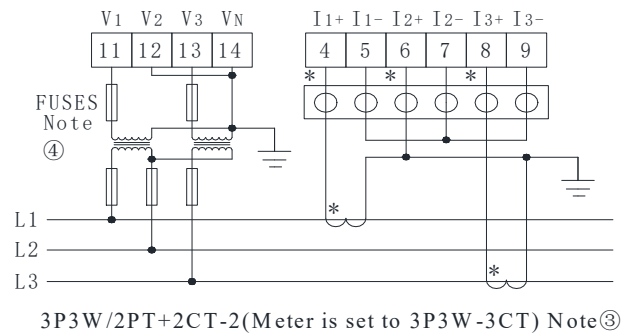 V1 V2 V3 VN I1+ I1- I2+ I2- I3+ I3-
11 12 13 14 4 5 6 7 8 9
* * *
FUSES
Note
④
*
L1
L2
*
L3
3P3W/2PT+2CT-2(Meter is set to 3P3W-3CT) Note③